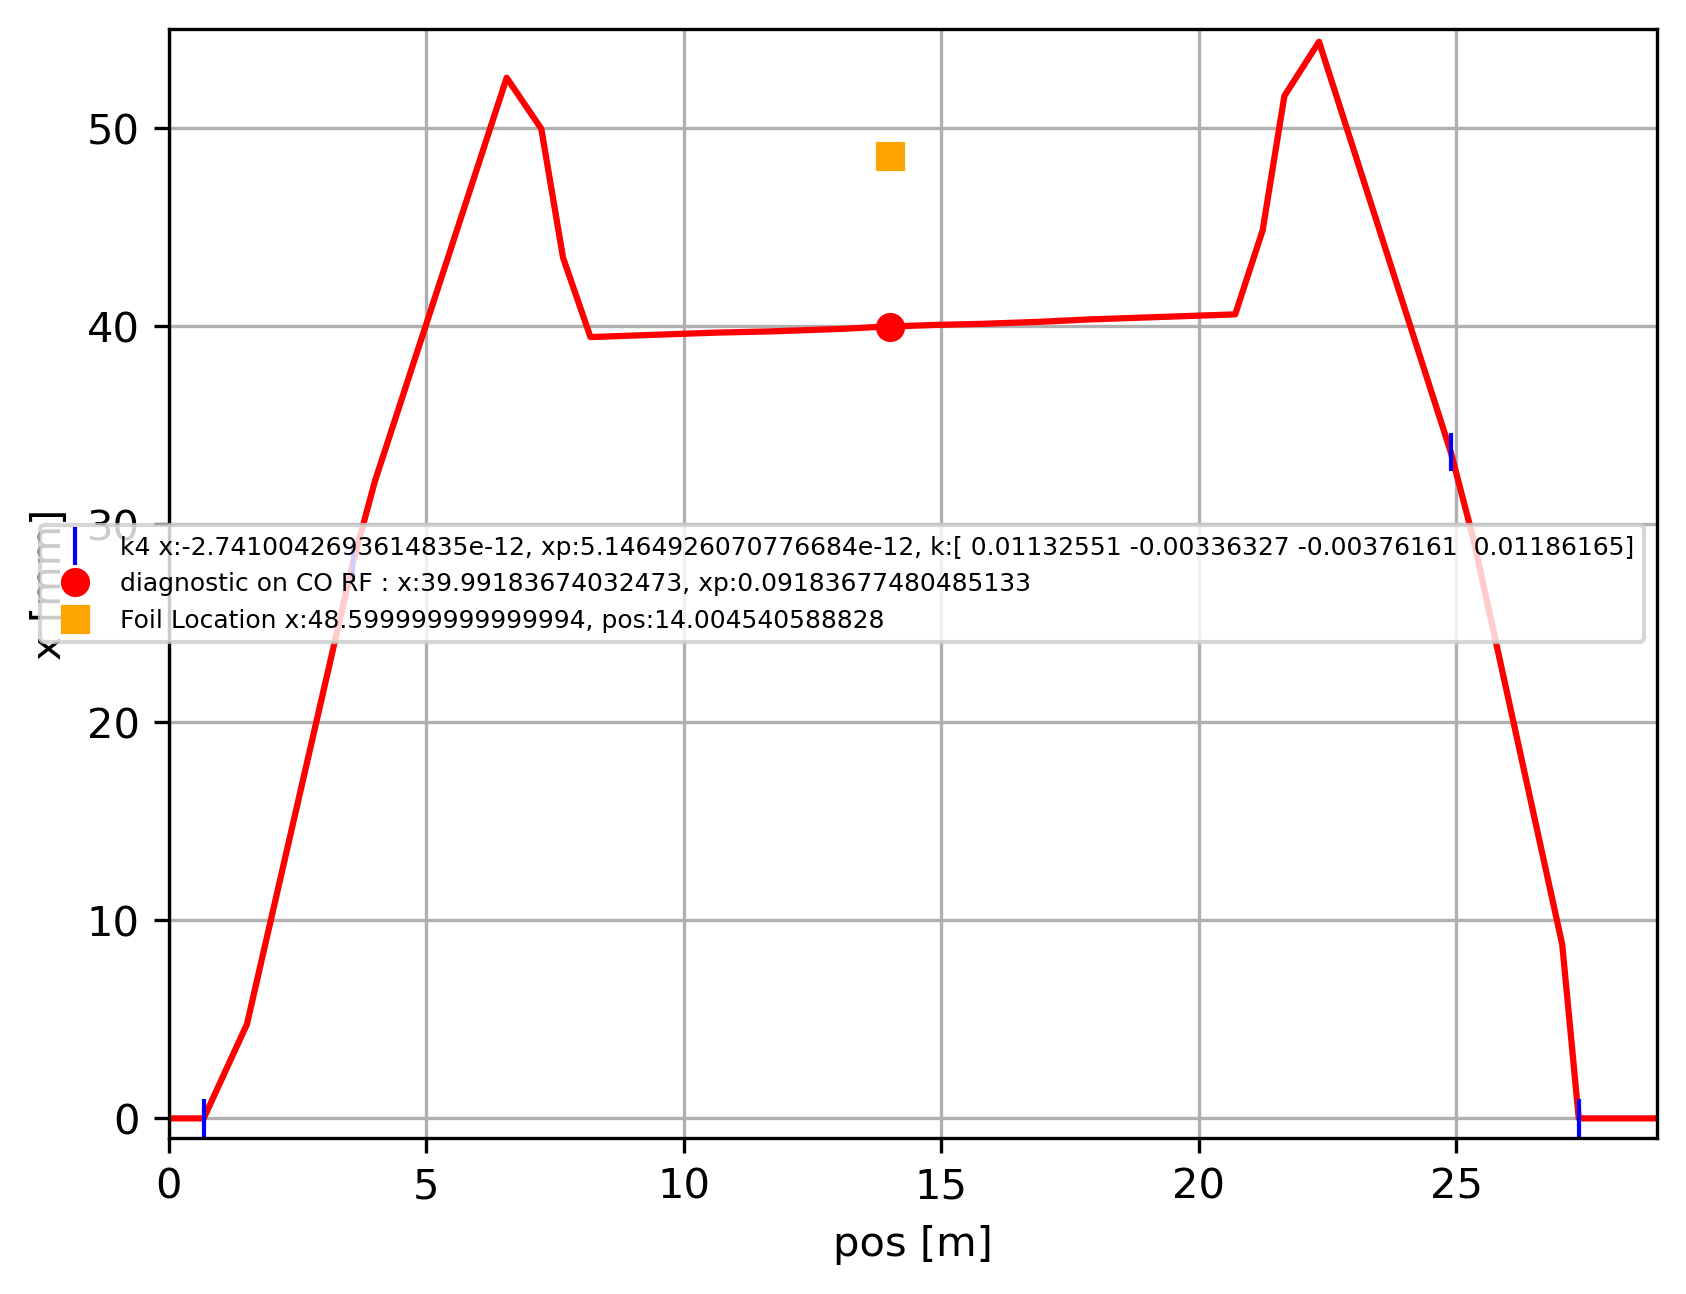 50
40
30
20
10
0
x [mm]
k4 x:-2.7410042693614835e-12, xp:5.1464926070776684e-12, k:[ 0.01132551 -0.00336327 -0.00376161  0.01186165]
diagnostic on CO RF : x:39.99183674032473, xp:0.09183677480485133
Foil Location x:48.599999999999994, pos:14.004540588828
0 5 10 15 20 25
pos [m]